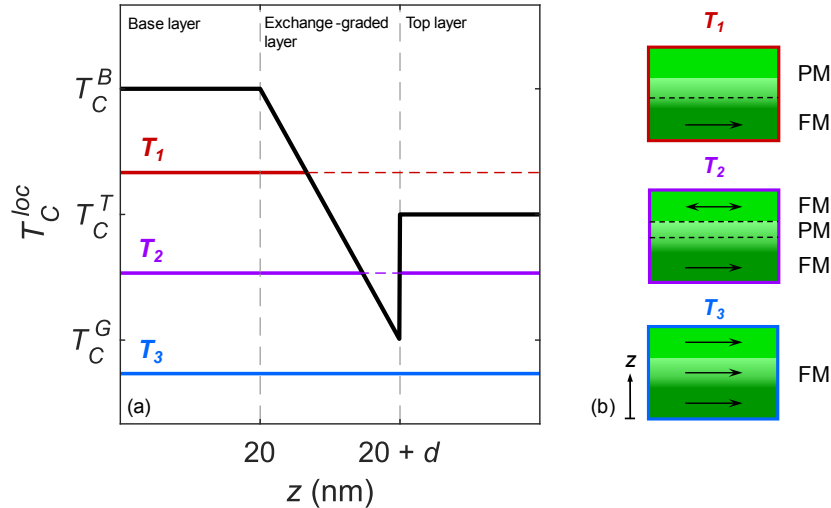 Base layer
Exchange -graded
layer
Top layer
T_C^B
T_1
T_C^T
T_2
T_C^G
T_3
T_C^loc
(a)
20
20 + d
z (nm)
T_1
PM
FM
T_2
FM
PM
FM
T_3
FM
z
(b)